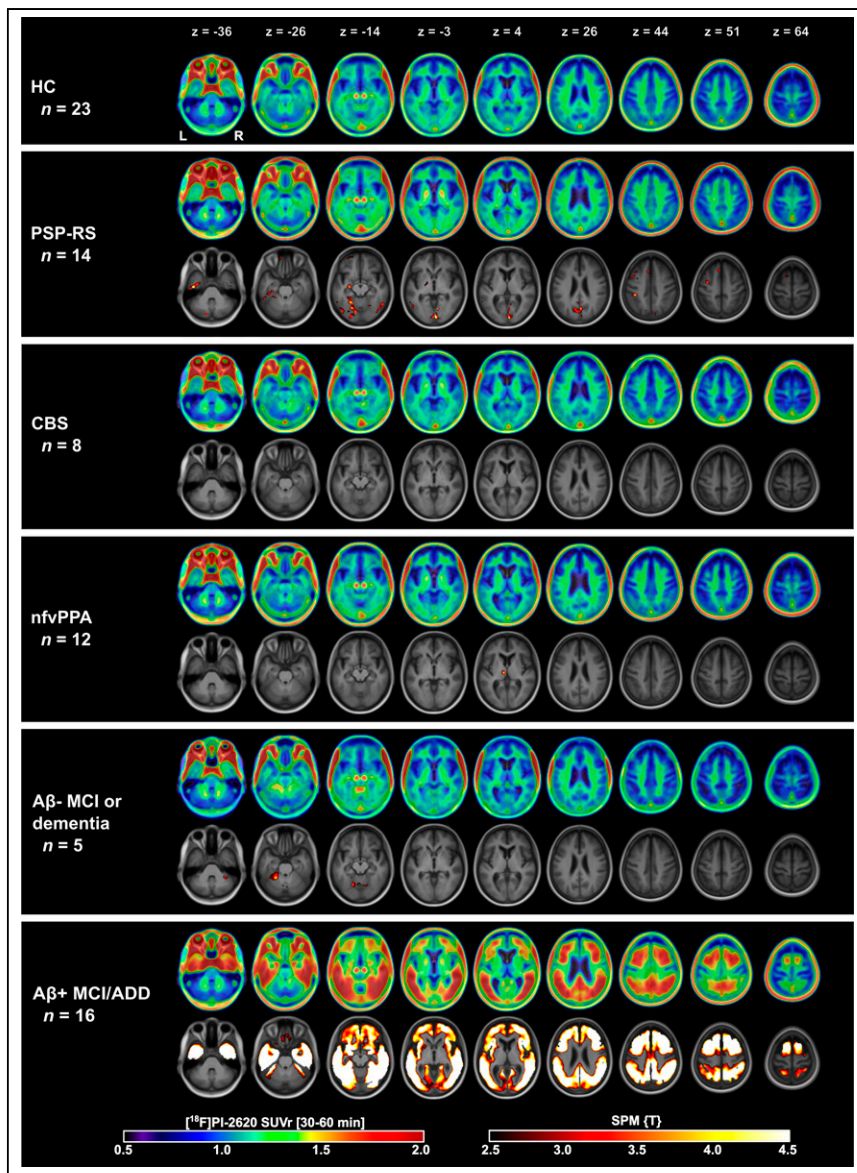 z = -36 z = -26 z = -14 z = -3 z = 4 z = 26 z = 44 z = 51 z = 64
HC
n = 23
L R
PSP-RS
n = 14
CBS
n = 8
nfvPPA
n = 12
Aβ- MCI or
dementia
n = 5
Aβ+ MCI/ADD
n = 16
[¹⁸F]PI-2620 SUVr [30-60 min] SPM {T}
0.5 1.0 1.5 2.0 2.5 3.0 3.5 4.0 4.5